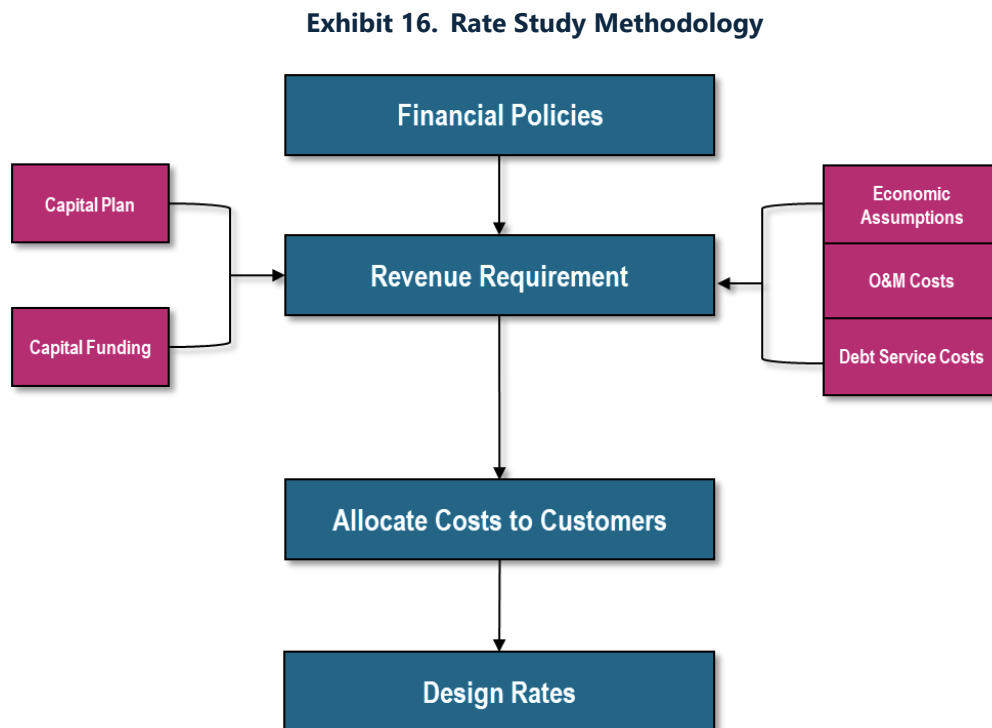 Exhibit 16. Rate Study Methodology
Financial Policies
Capital Plan
Economic
Assumptions
Revenue Requirement
O&M Costs
Capital Funding
Debt Service Costs
Allocate Costs to Customers
Design Rates